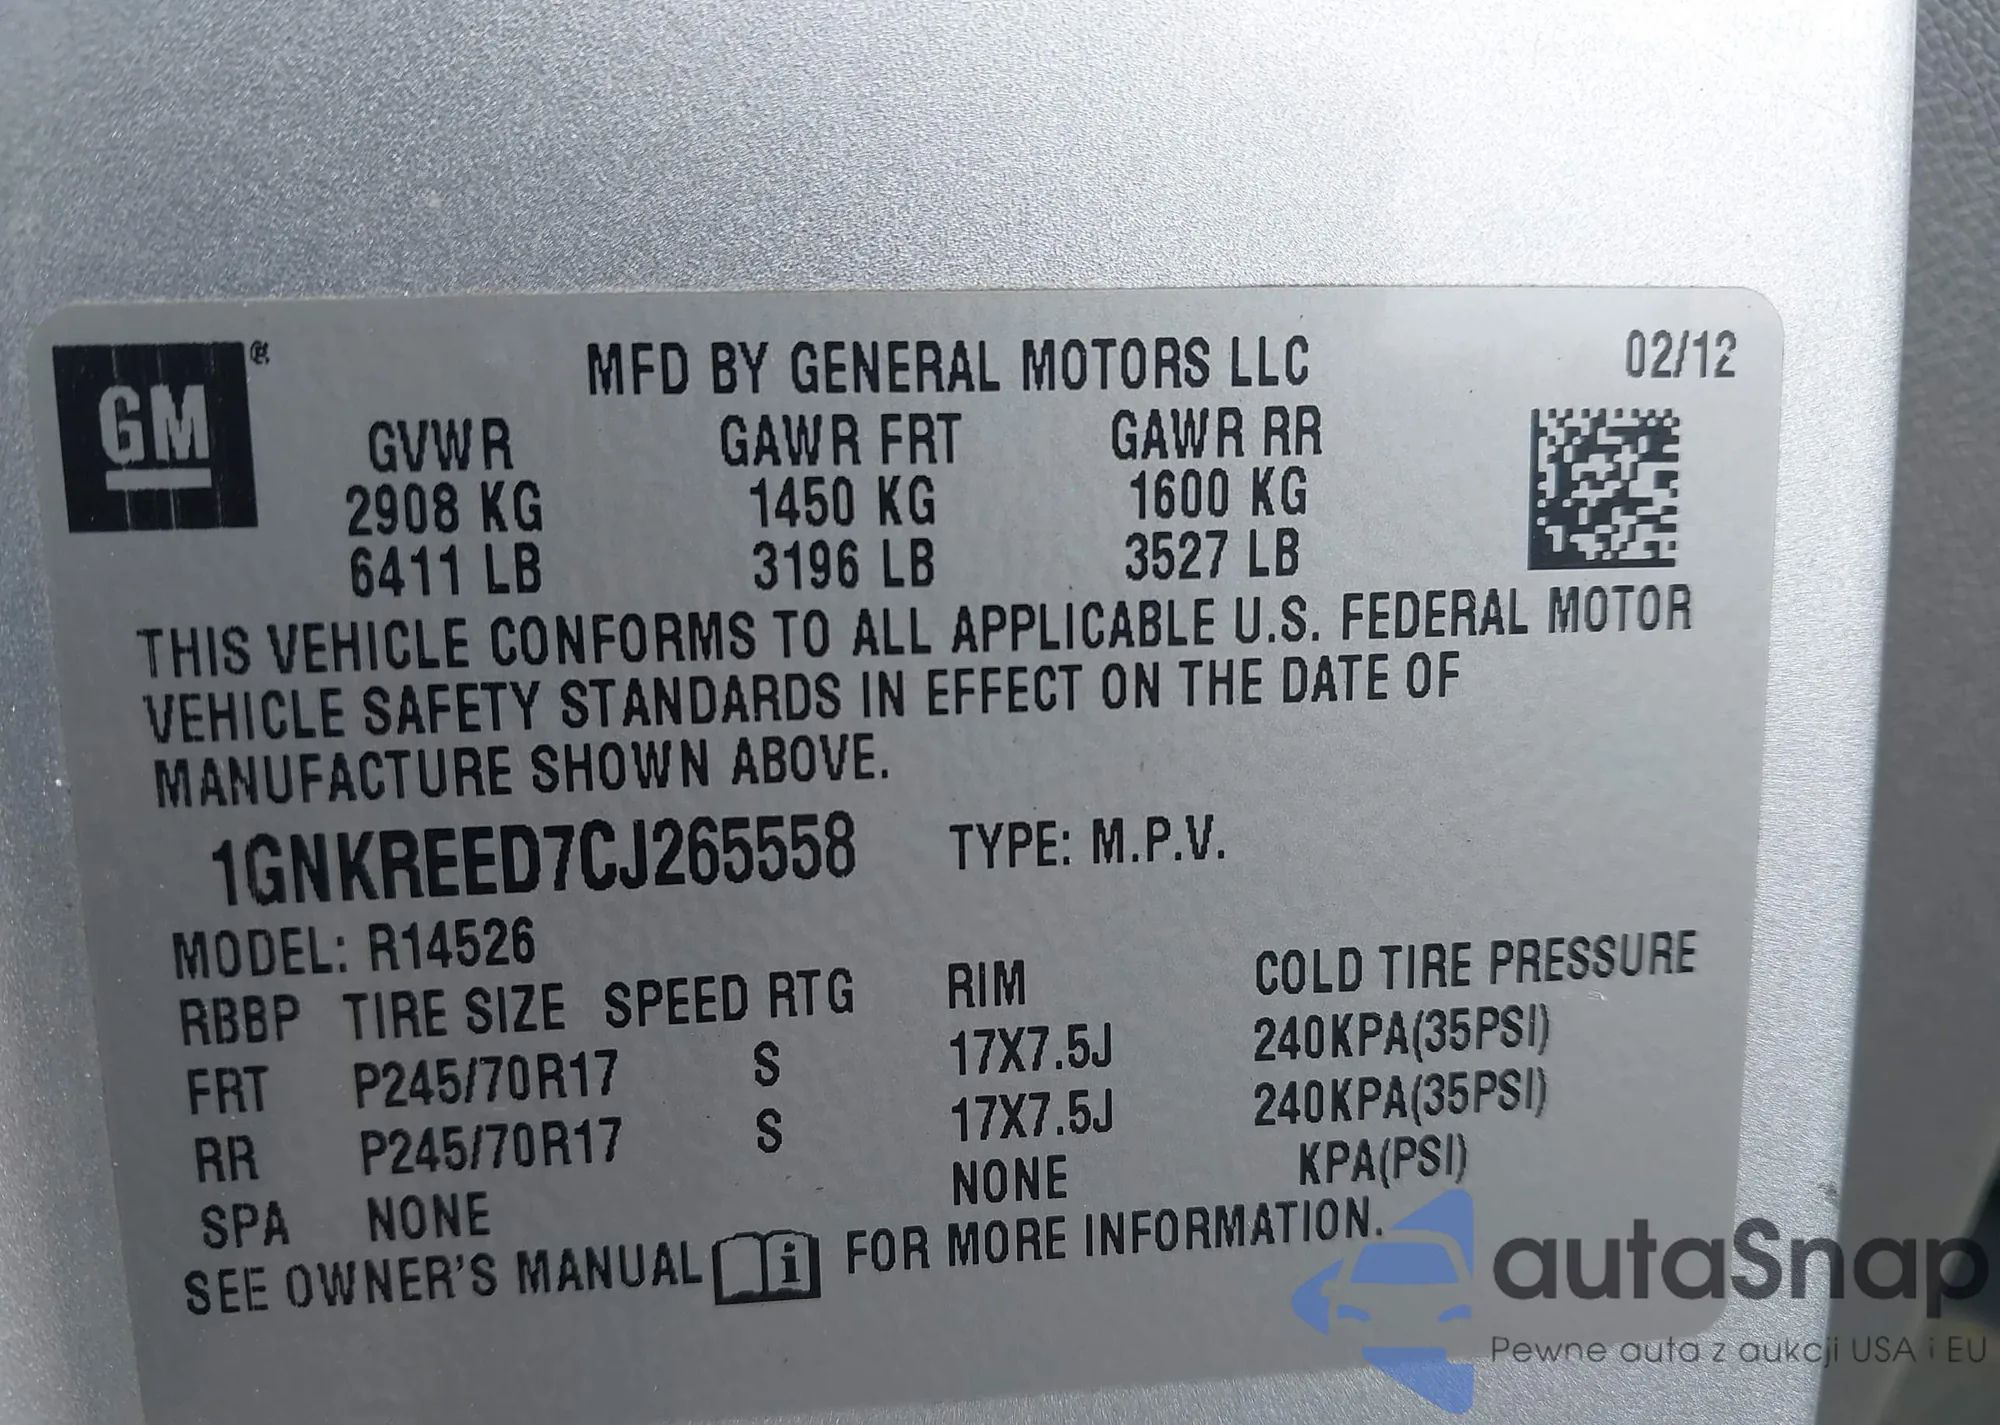 GM ®
MFD BY GENERAL MOTORS LLC 02/12
GVWR GAWR FRT GAWR RR
2908 KG 1450 KG 1600 KG
6411 LB 3196 LB 3527 LB
THIS VEHICLE CONFORMS TO ALL APPLICABLE U.S. FEDERAL MOTOR
VEHICLE SAFETY STANDARDS IN EFFECT ON THE DATE OF
MANUFACTURE SHOWN ABOVE.
1GNKREED7CJ265558 TYPE: M.P.V.
MODEL: R14526
RBBP TIRE SIZE SPEED RTG RIM COLD TIRE PRESSURE
FRT P245/70R17 S 17X7.5J 240KPA(35PSI)
RR P245/70R17 S 17X7.5J 240KPA(35PSI)
SPA NONE NONE KPA(PSI)
SEE OWNER'S MANUAL i FOR MORE INFORMATION.
autaSnap
Pewne auta z aukcji USA i EU